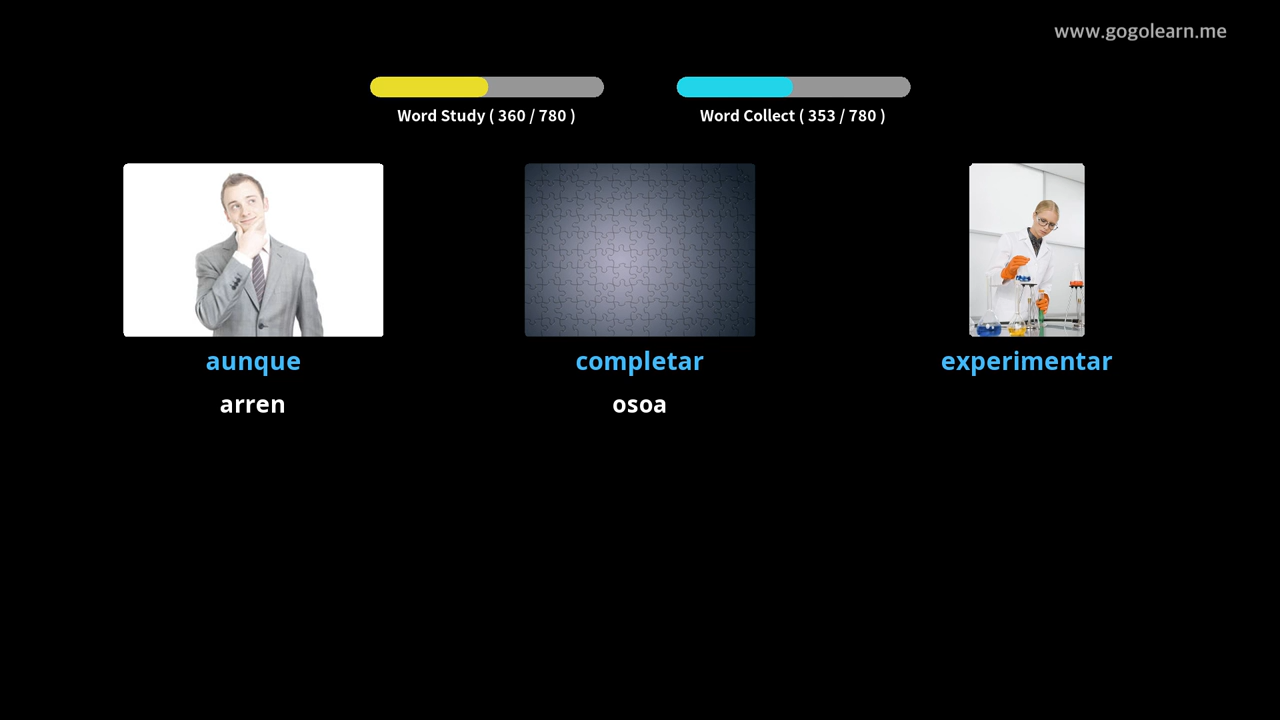 www.gogolearn.me
Word Study ( 360 / 780 )
Word Collect ( 353 / 780 )
aunque
completar
experimentar
arren
osoa